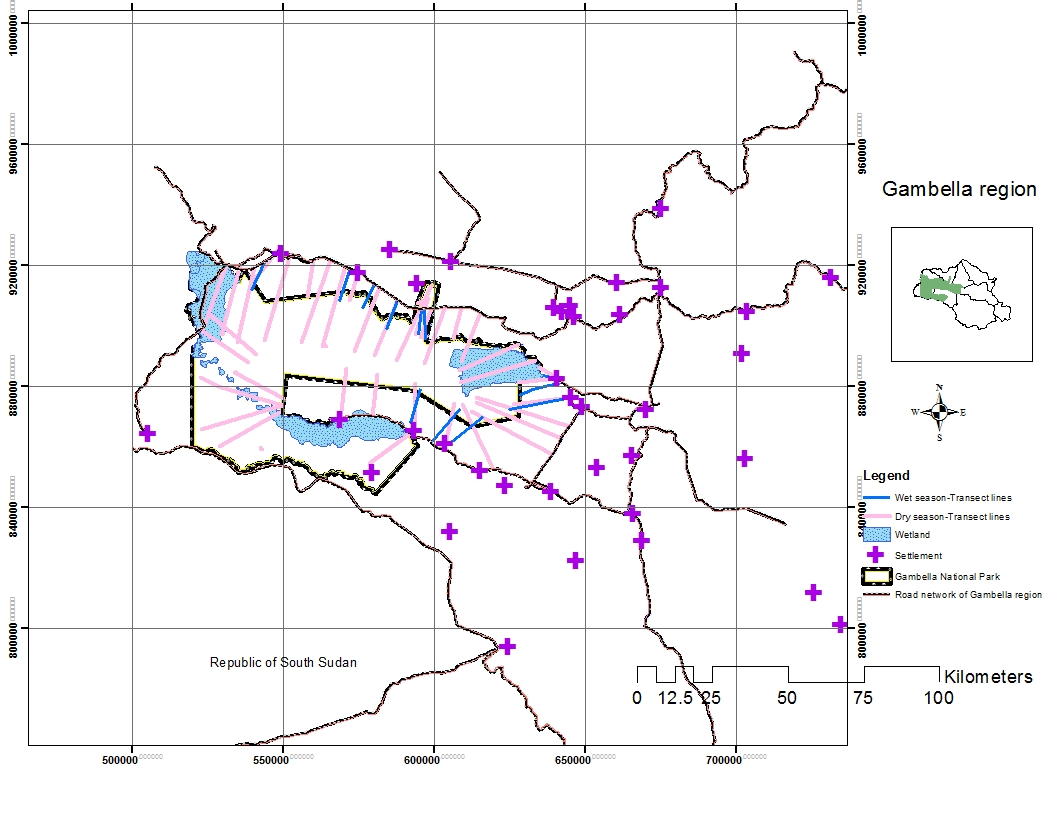 Gambella region
1000000
960000
920000
880000
840000
800000
1000000
960000
920000
880000
840000
800000
N
W
E
S
Legend
Wet season-Transect lines
Dry season-Transect lines
Wetland
Settlement
Gambella National Park
Road network of Gambella region
Republic of South Sudan
Kilometers
0 12.5 25 50 75 100
500000 550000 600000 650000 700000